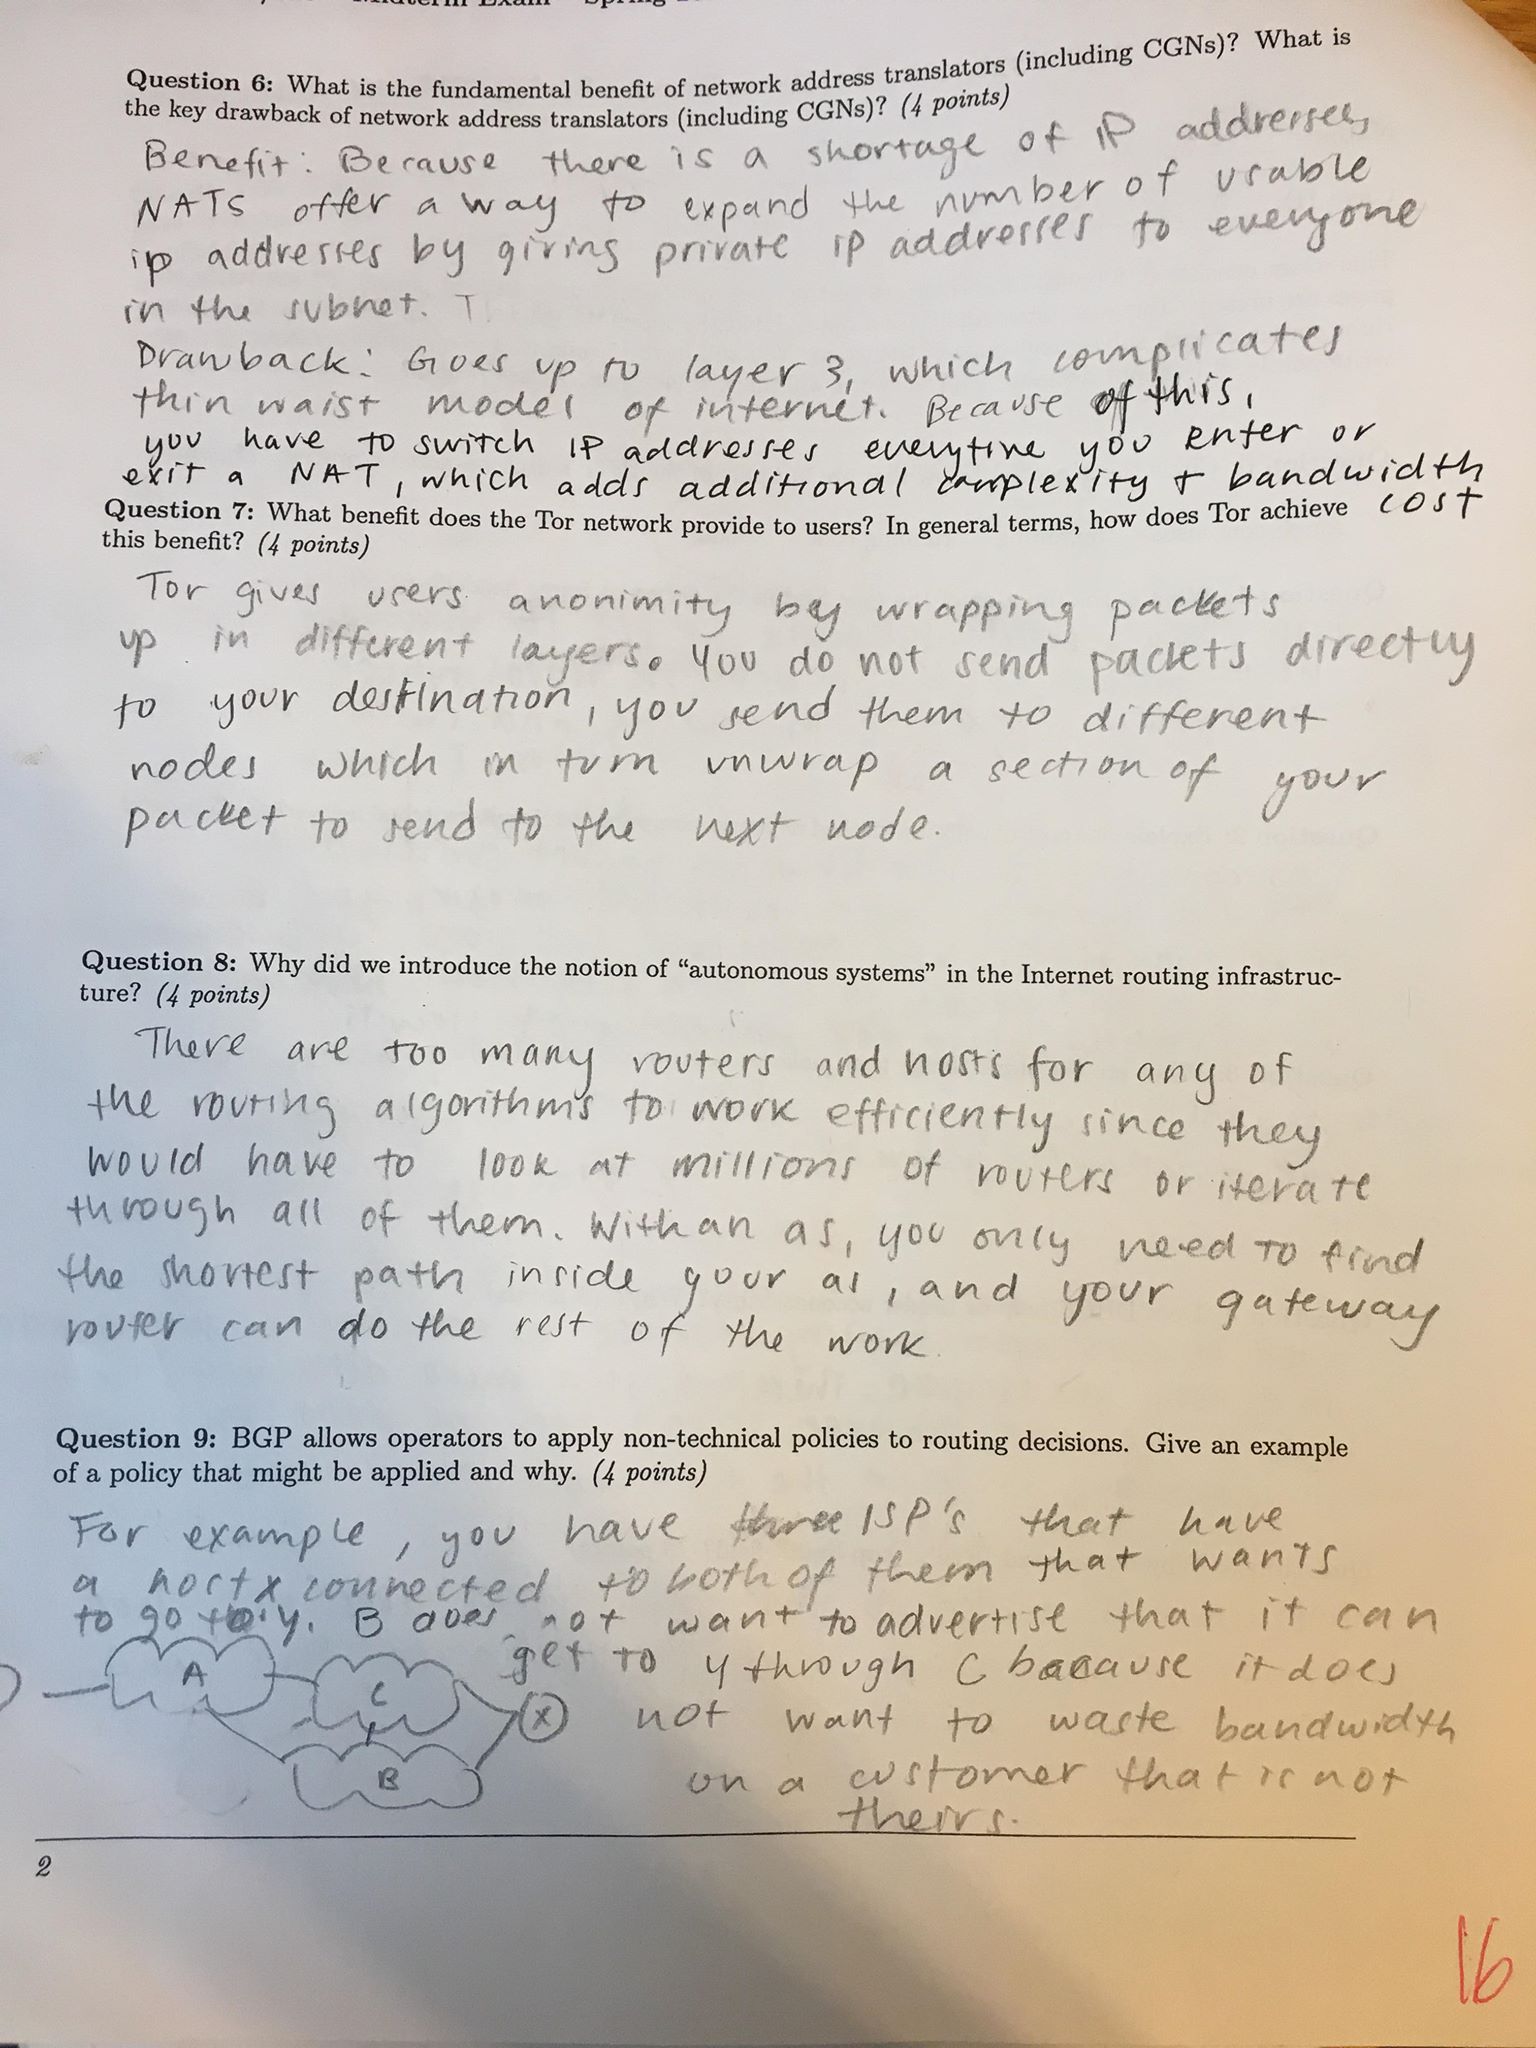 Midterm Exam Spring
Question 6: What is the fundamental benefit of network address translators (including CGNs)? What is
the key drawback of network address translators (including CGNs)? (4 points)
Benefit: Because there is a shortage of IP addresses,
NATS offer a way to expand the number of usable
ip addresses by giving private ip addresses to everyone
in the subnet. T
Drawback: Goes up to layer 3, which complicates
thin waist model of internet. Because of this,
you have to switch IP addresses everytime you enter or
exit a NAT, which adds additional complexity + bandwidth
cost
Question 7: What benefit does the Tor network provide to users? In general terms, how does Tor achieve
this benefit? (4 points)
Tor gives users anonimity by wrapping packets
up in different layers. You do not send packets directly
to your destination, you send them to different
nodes which in turn unwrap a section of your
packet to send to the next node.
Question 8: Why did we introduce the notion of “autonomous systems” in the Internet routing infrastruc-
ture? (4 points)
There are too many routers and hosts for any of
the routing algorithms to work efficiently since they
would have to look at millions of routers or iterate
through all of them. With an as, you only need to find
the shortest path inside your as, and your gateway
router can do the rest of the work.
Question 9: BGP allows operators to apply non-technical policies to routing decisions. Give an example
of a policy that might be applied and why. (4 points)
For example, you have three ISP's that have
a host x connected to both of them that wants
to go to y. B does not want to advertise that it can
get to y through C because it does
not want to waste bandwidth
on a customer that is not
theirs.
A
C
X
B
2
16